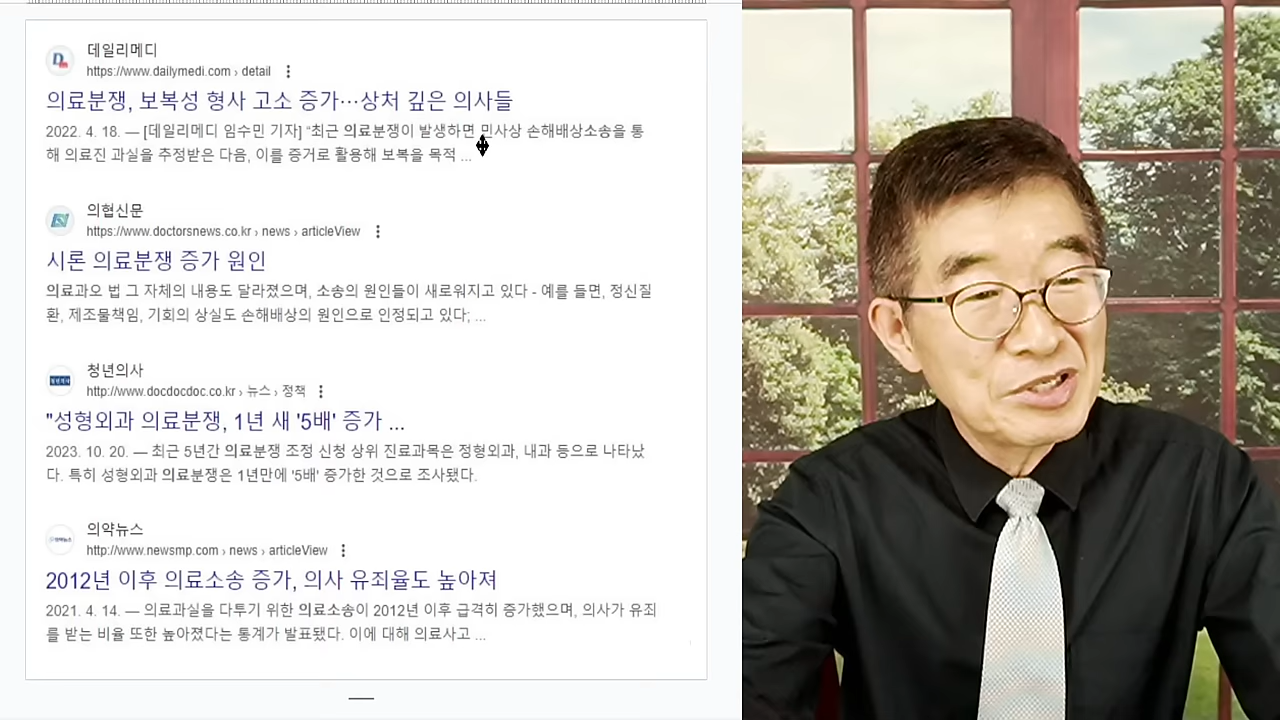 데일리메디
https://www.dailymedi.com › detail
의료분쟁, 보복성 형사 고소 증가…상처 깊은 의사들
2022. 4. 18. — [데일리메디 임수민 기자] “최근 의료분쟁이 발생하면 민사상 손해배상소송을 통
해 의료진 과실을 추정받은 다음, 이를 증거로 활용해 보복을 목적 ...
의협신문
https://www.doctorsnews.co.kr › news › articleView
시론 의료분쟁 증가 원인
의료과오 법 그 자체의 내용도 달라졌으며, 소송의 원인들이 새로워지고 있다 - 예를 들면, 정신질
환, 제조물책임, 기회의 상실도 손해배상의 원인으로 인정되고 있다; ...
청년의사
http://www.docdocdoc.co.kr › 뉴스 › 정책
"성형외과 의료분쟁, 1년 새 '5배' 증가 ...
2023. 10. 20. — 최근 5년간 의료분쟁 조정 신청 상위 진료과목은 정형외과, 내과 등으로 나타났
다. 특히 성형외과 의료분쟁은 1년만에 '5배' 증가한 것으로 조사됐다.
의약뉴스
http://www.newsmp.com › news › articleView
2012년 이후 의료소송 증가, 의사 유죄율도 높아져
2021. 4. 14. — 의료과실을 다투기 위한 의료소송이 2012년 이후 급격히 증가했으며, 의사가 유죄
를 받는 비율 또한 높아졌다는 통계가 발표됐다. 이에 대해 의료사고 ...